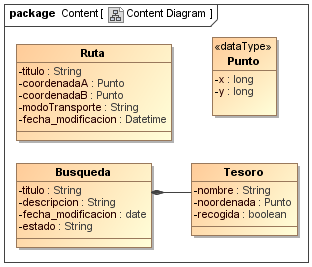 package Content [ Content Diagram ]
Ruta
-titulo : String
-coordenadaA : Punto
-coordenadaB : Punto
-modoTransporte : String
-fecha_modificacion : Datetime
«dataType»
Punto
-x : long
-y : long
Busqueda
-titulo : String
-descripcion : String
-fecha_modificacion : date
-estado : String
Tesoro
-nombre : String
-noordenada : Punto
-recogida : boolean